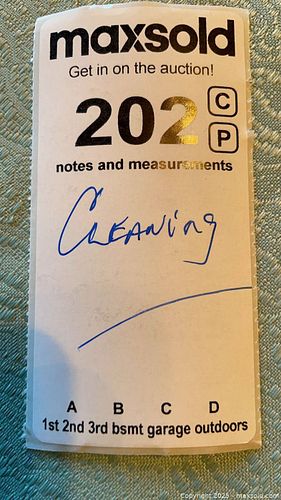 maxsold
Get in on the auction!
202 C
P
notes and measurements
Cleaning
A B C D
1st 2nd 3rd bsmt garage outdoors
Copyright 2025 - maxsold.com